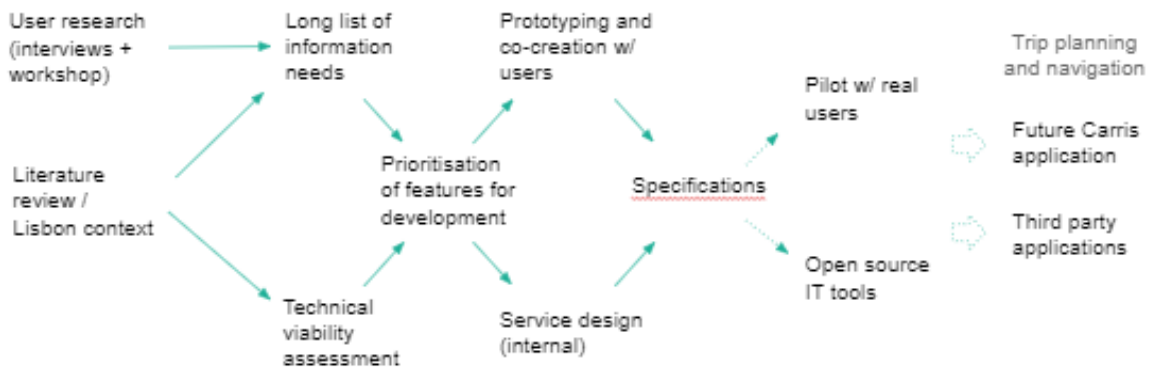 User research
(interviews +
workshop)
Long list of
information
needs
Prototyping and
co-creation w/
users
Trip planning
and navigation
Pilot w/ real
users
Future Carris
application
Literature
review /
Lisbon context
Prioritisation
of features for
development
Specifications
Third party
applications
Open source
IT tools
Technical
viability
assessment
Service design
(internal)